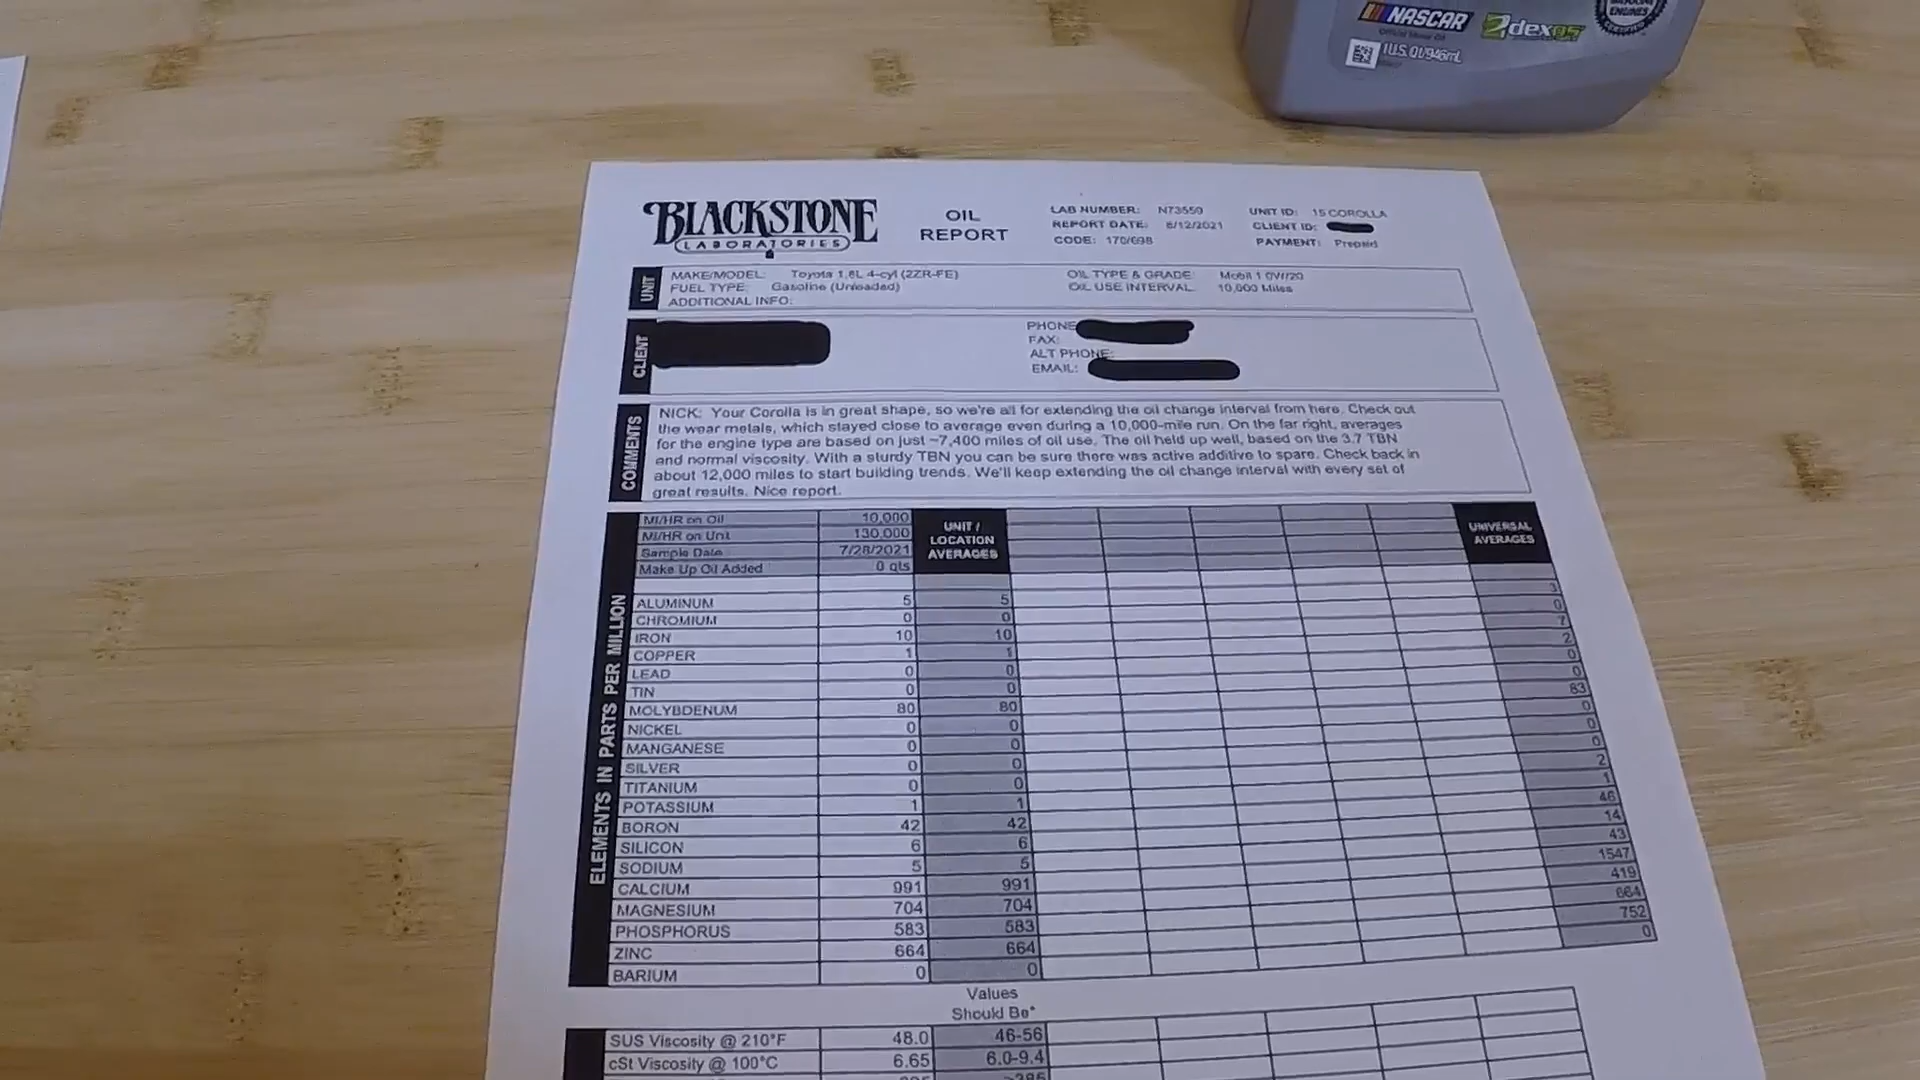 NASCAR
dexos
1 U.S. Qt/946mL
BLACKSTONE
LABORATORIES
OIL
REPORT
LAB NUMBER: N73550
REPORT DATE: 8/12/2021
CODE: 170/698
UNIT ID: 15 COROLLA
CLIENT ID:
PAYMENT: Prepaid
UNIT
MAKE/MODEL: Toyota 1.8L 4-cyl (2ZR-FE)
FUEL TYPE: Gasoline (Unleaded)
ADDITIONAL INFO:
OIL TYPE & GRADE: Mobil 1 0W/20
OIL USE INTERVAL: 10,000 Miles
CLIENT
PHONE
FAX:
ALT PHONE:
EMAIL:
COMMENTS
NICK: Your Corolla is in great shape, so we're all for extending the oil change interval from here. Check out
the wear metals, which stayed close to average even during a 10,000-mile run. On the far right, averages
for the engine type are based on just ~7,400 miles of oil use. The oil held up well, based on the 3.7 TBN
and normal viscosity. With a sturdy TBN you can be sure there was active additive to spare. Check back in
about 12,000 miles to start building trends. We'll keep extending the oil change interval with every set of
great results. Nice report.
MI/HR on Oil 10,000
MI/HR on Unit 130,000
Sample Date 7/28/2021
Make Up Oil Added 0 qts
UNIT /
LOCATION
AVERAGES
UNIVERSAL
AVERAGES
ELEMENTS IN PARTS PER MILLION
ALUMINUM 5 5 3
CHROMIUM 0 0 0
IRON 10 10 7
COPPER 1 1 2
LEAD 0 0 0
TIN 0 0 0
MOLYBDENUM 80 80 83
NICKEL 0 0 0
MANGANESE 0 0 0
SILVER 0 0 0
TITANIUM 0 0 2
POTASSIUM 1 1 1
BORON 42 42 46
SILICON 6 6 14
SODIUM 5 5 43
CALCIUM 991 991 1547
MAGNESIUM 704 704 419
PHOSPHORUS 583 583 664
ZINC 664 664 752
BARIUM 0 0 0
Values
Should Be*
SUS Viscosity @ 210°F 48.0 46-56
cSt Viscosity @ 100°C 6.65 6.0-9.4